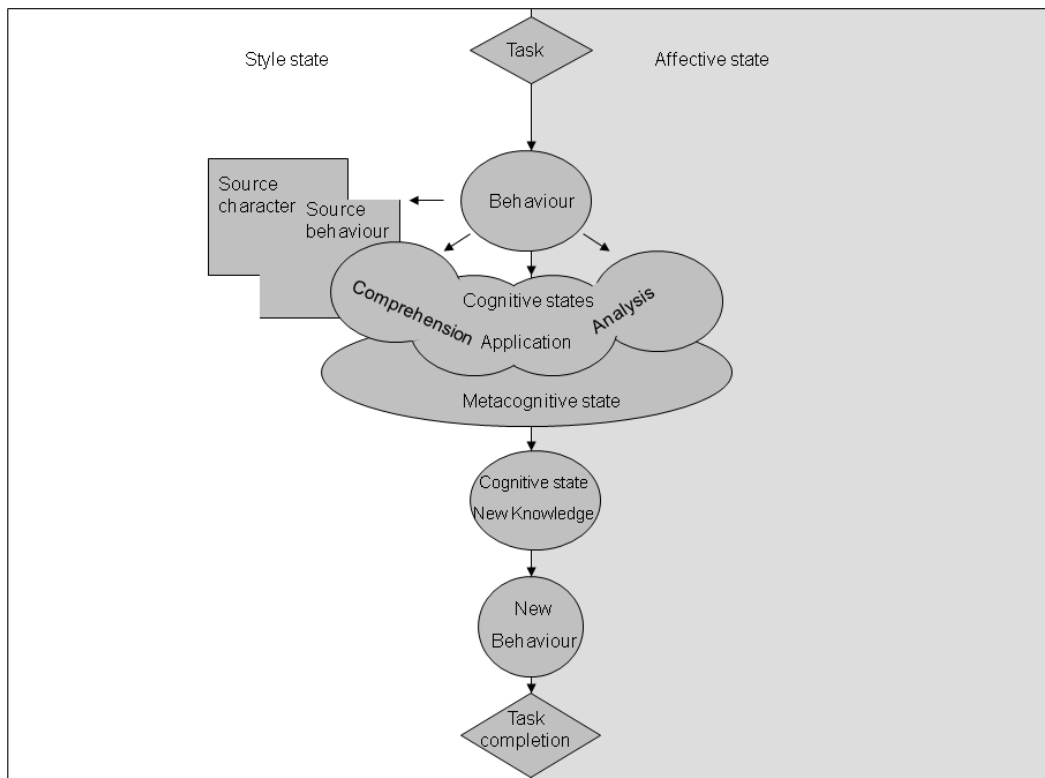 Task
Style state
Affective state
Source
character
Source
behaviour
Behaviour
Comprehension
Cognitive states
Application
Analysis
Metacognitive state
Cognitive state
New Knowledge
New
Behaviour
Task
completion